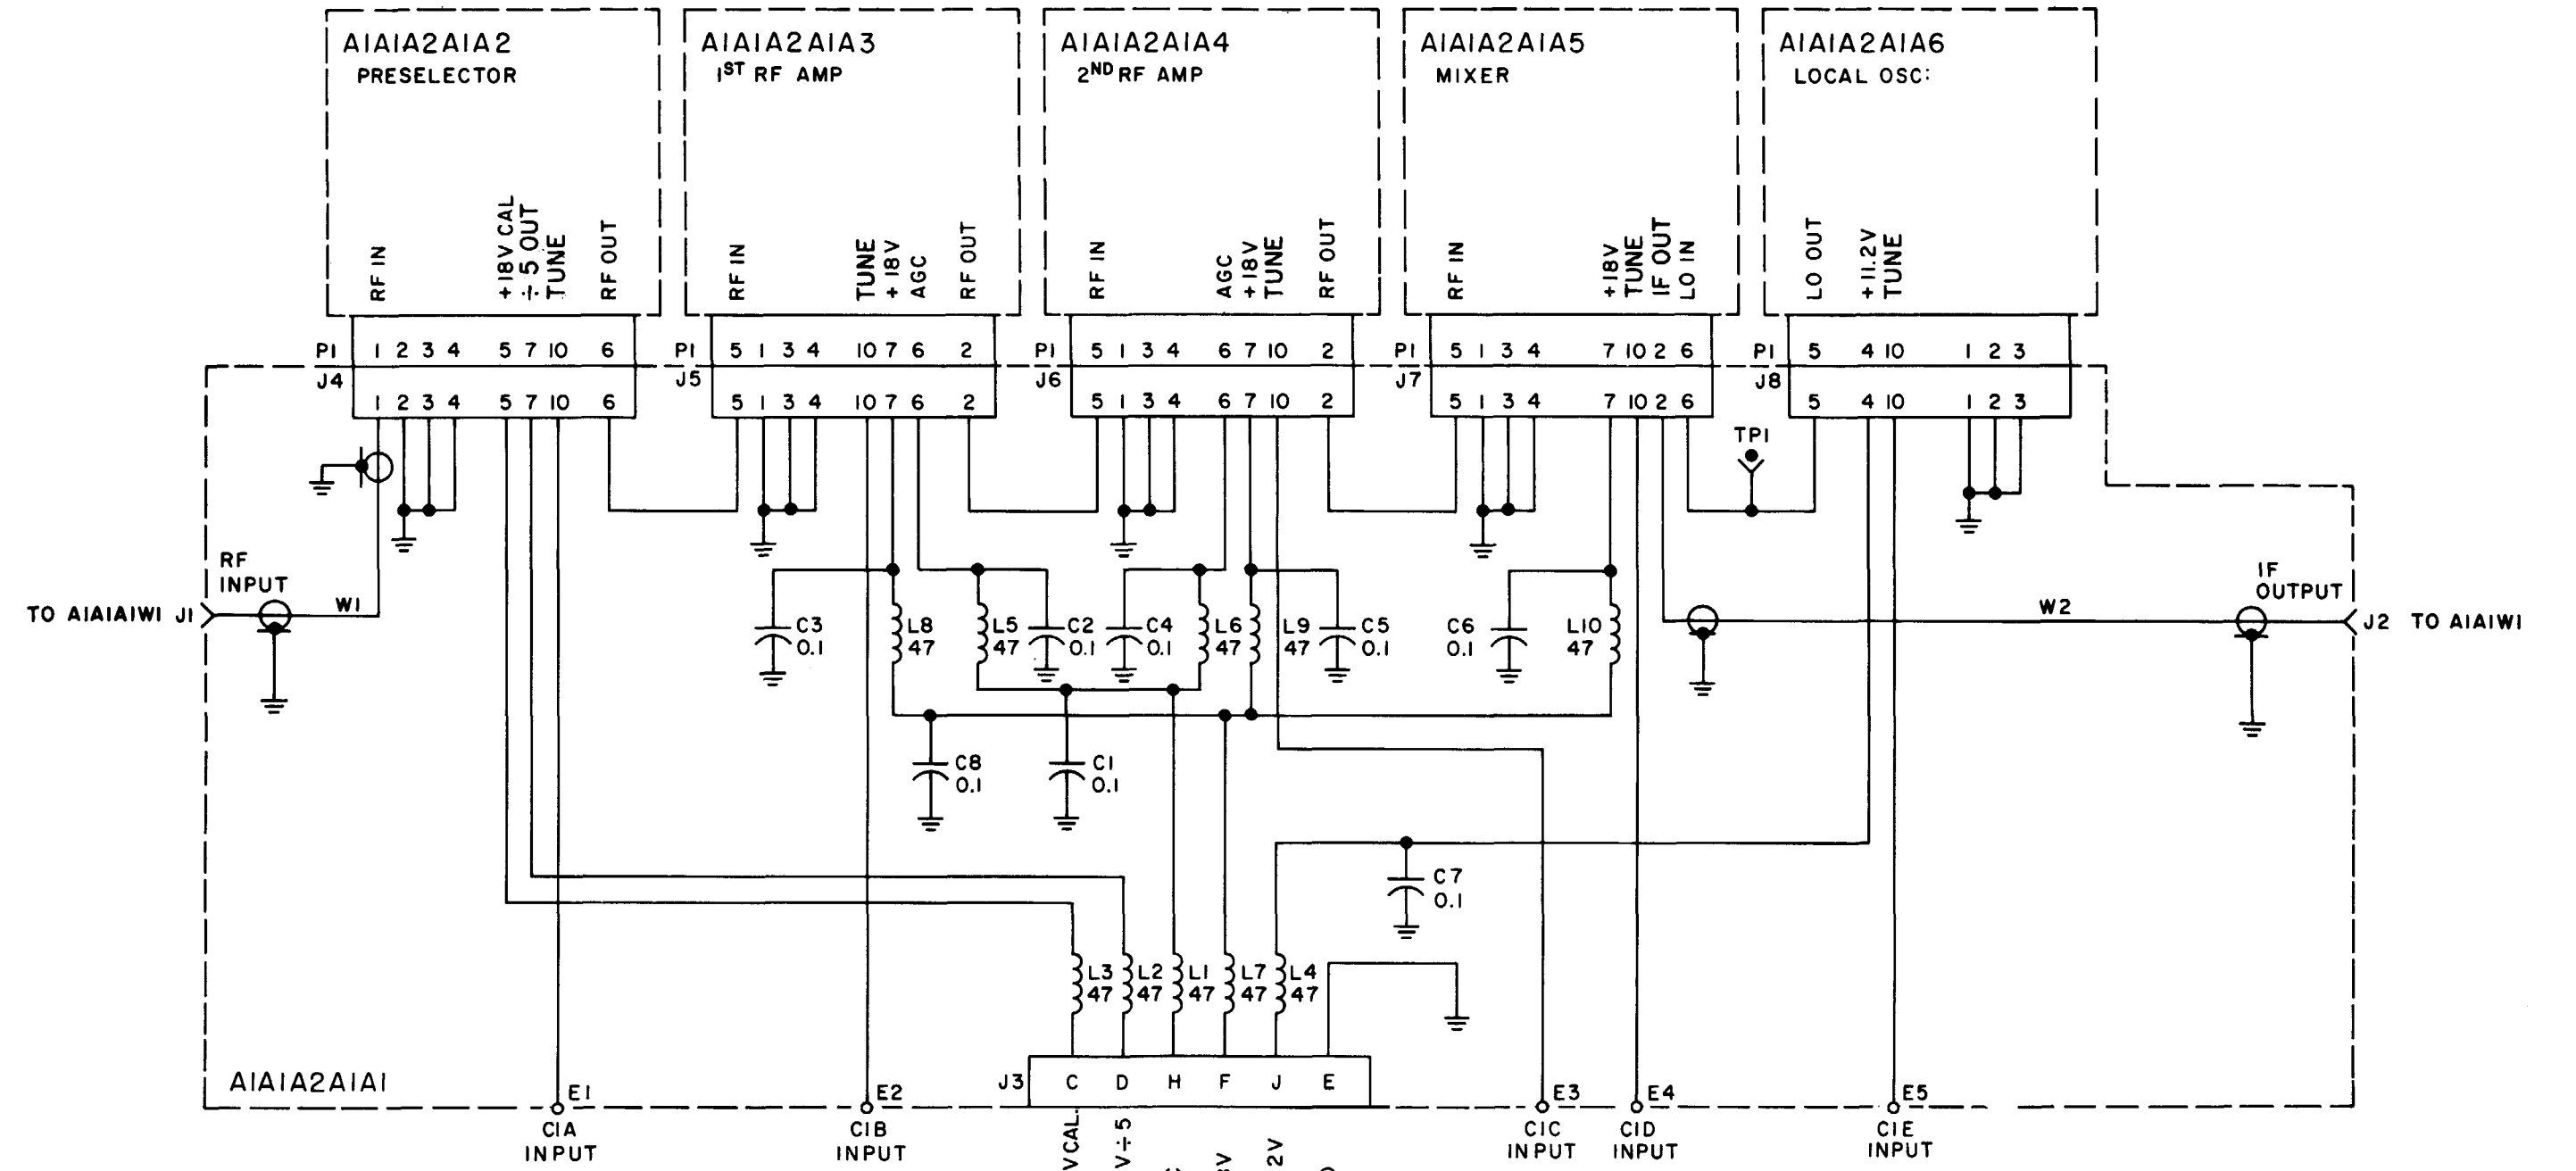 A1A1A2A1A2
PRESELECTOR
RF IN
+18V CAL
÷5 OUT
TUNE
RF OUT
A1A1A2A1A3
1ST RF AMP
RF IN
TUNE
+18V
AGC
RF OUT
A1A1A2A1A4
2ND RF AMP
RF IN
AGC
+18V
TUNE
RF OUT
A1A1A2A1A5
MIXER
RF IN
+18V
TUNE
IF OUT
LO IN
A1A1A2A1A6
LOCAL OSC:
LO OUT
+11.2V
TUNE
P1 1 2 3 4 5 7 10 6
P1 5 1 3 4 10 7 6 2
P1 5 1 3 4 6 7 10 2
P1 5 1 3 4 7 10 2 6
P1 5 4 10 1 2 3
J4 1 2 3 4 5 7 10 6
J5 5 1 3 4 10 7 6 2
J6 5 1 3 4 6 7 10 2
J7 5 1 3 4 7 10 2 6
J8 5 4 10 1 2 3
TP1
RF
INPUT
W1
TO A1A1A1W1 J1
C3
0.1
L8
47
L5
47
C2
0.1
C4
0.1
L6
47
L9
47
C5
0.1
C6
0.1
L10
47
W2
IF
OUTPUT
J2 TO A1A1W1
C8
0.1
C1
0.1
C7
0.1
L3
47
L2
47
L1
47
L7
47
L4
47
A1A1A2A1A1
J3 C D H F J E
E1
C1A
INPUT
E2
C1B
INPUT
VCAL
V÷5
2V
E3
C1C
INPUT
E4
C1D
INPUT
E5
C1E
INPUT